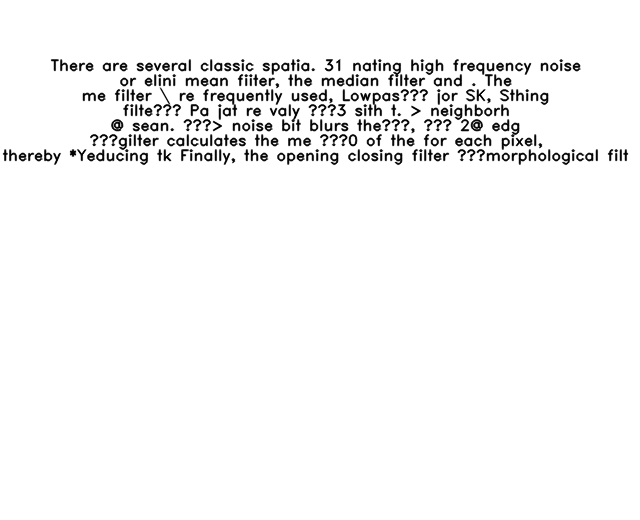 There are several classic spatia. 31 nating high frequency noise
or elini mean fiiter, the median filter and . The
me filter \ re frequently used, Lowpas??? jor SK, Sthing
filte??? Pa jat re valy ???3 sith t. > neighborh
@ sean. ???> noise bit blurs the???, ??? 2@ edg
???gilter calculates the me ???0 of the for each pixel,
thereby *Yeducing tk Finally, the opening closing filter ???morphological filt